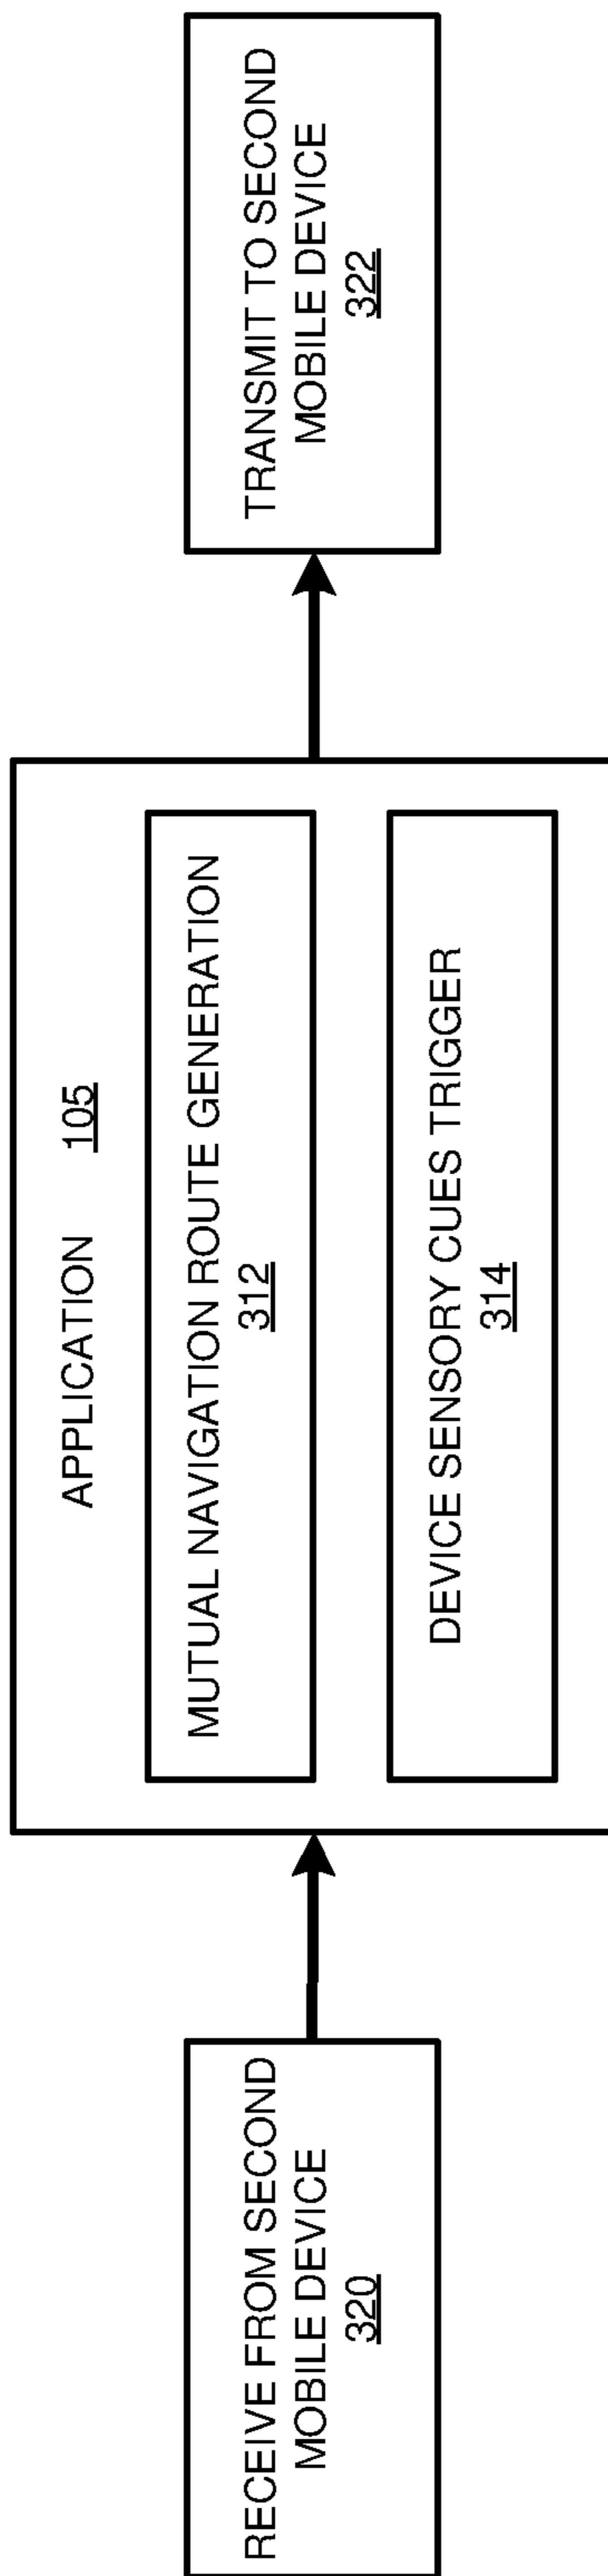 RECEIVE FROM SECOND
MOBILE DEVICE
320
APPLICATION 105
MUTUAL NAVIGATION ROUTE GENERATION
312
DEVICE SENSORY CUES TRIGGER
314
TRANSMIT TO SECOND
MOBILE DEVICE
322